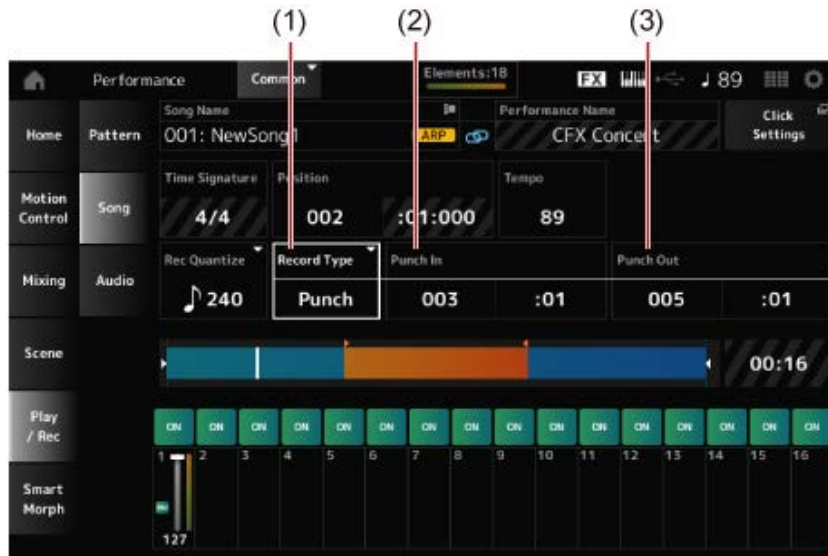 (1) (2) (3)
Performance Common Elements:18 FX ♩ 89
Song Name Performance Name Click Settings
Home Pattern 001: NewSong1 ARP CFX Concert
Time Signature Position Tempo
Motion Control Song 4/4 002 :01:000 89
Rec Quantize Record Type Punch In Punch Out
Mixing Audio ♪ 240 Punch 003 :01 005 :01
Scene 00:16
Play / Rec ON ON ON ON ON ON ON ON ON ON ON ON ON ON ON ON
1 2 3 4 5 6 7 8 9 10 11 12 13 14 15 16
Smart Morph
127